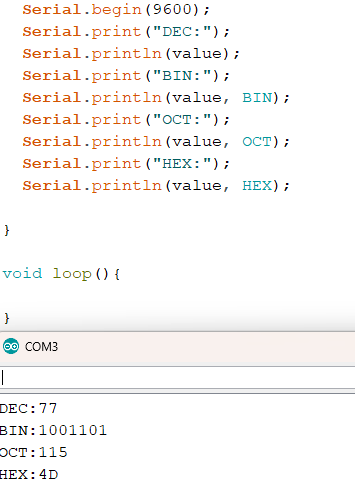 Serial.begin(9600);
Serial.print("DEC:");
Serial.println(value);
Serial.print("BIN:");
Serial.println(value, BIN);
Serial.print("OCT:");
Serial.println(value, OCT);
Serial.print("HEX:");
Serial.println(value, HEX);
}
void loop(){
}
COM3
DEC:77
BIN:1001101
OCT:115
HEX:4D